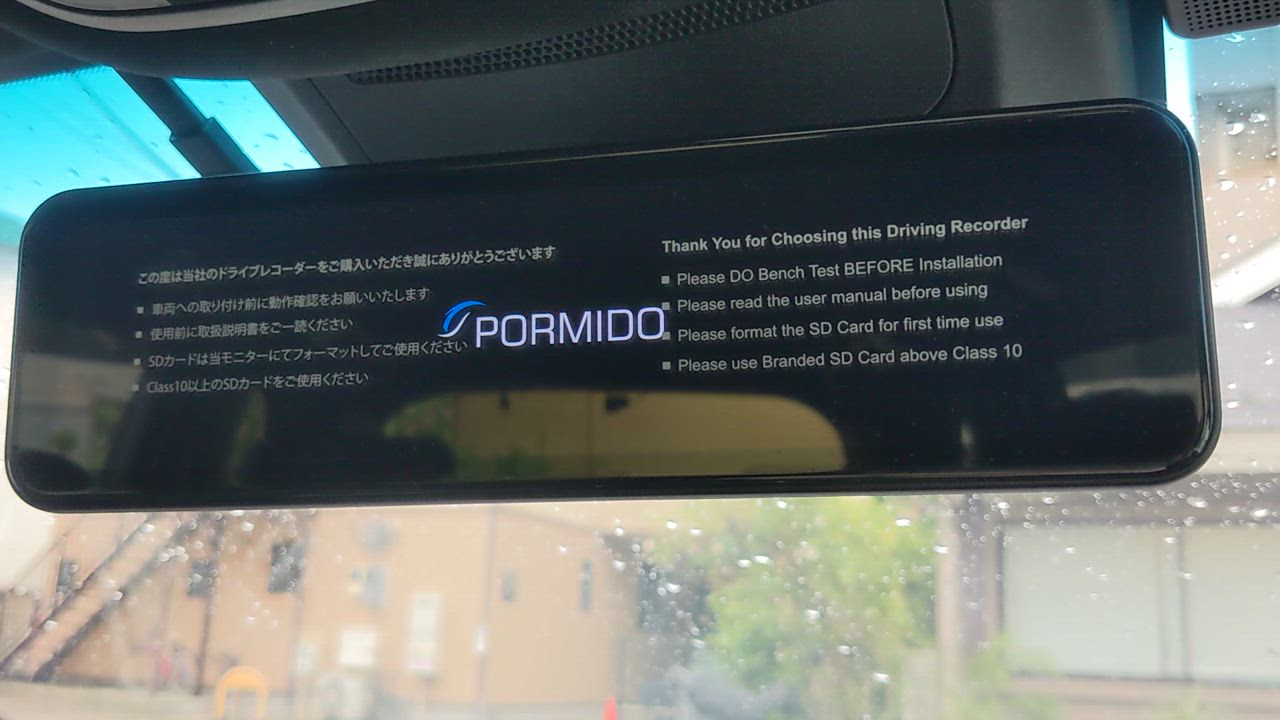 この度は当社のドライブレコーダーをご購入いただき誠にありがとうございます
■ 車両への取り付け前に動作確認をお願いいたします
■ 使用前に取扱説明書をご一読ください
■ SDカードは当モニターにてフォーマットしてご使用ください
■ Class10以上のSDカードをご使用ください
PORMIDO
Thank You for Choosing this Driving Recorder
■ Please DO Bench Test BEFORE Installation
■ Please read the user manual before using
■ Please format the SD Card for first time use
■ Please use Branded SD Card above Class 10